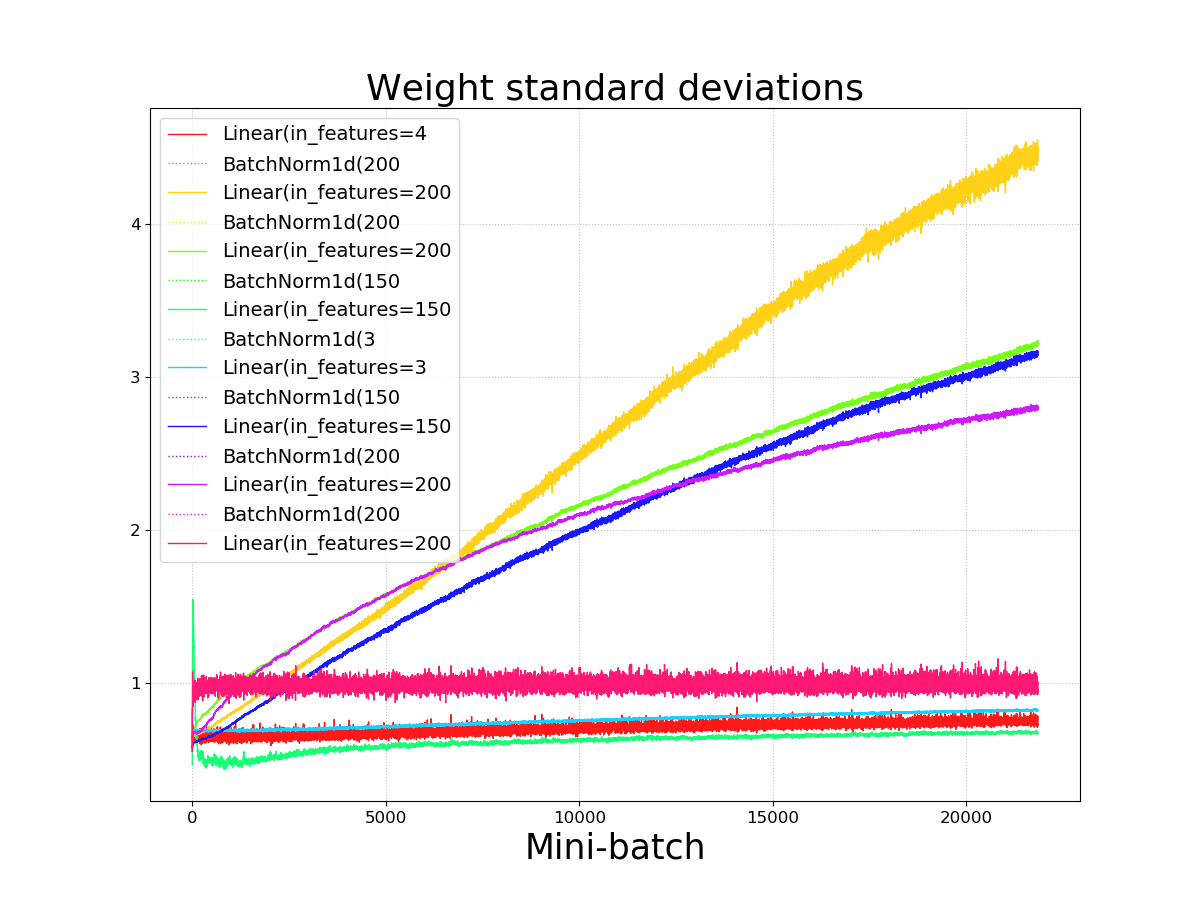 Weight standard deviations
Linear(in_features=4
BatchNorm1d(200
Linear(in_features=200
BatchNorm1d(200
Linear(in_features=200
BatchNorm1d(150
Linear(in_features=150
BatchNorm1d(3
Linear(in_features=3
BatchNorm1d(150
Linear(in_features=150
BatchNorm1d(200
Linear(in_features=200
BatchNorm1d(200
Linear(in_features=200
4
3
2
1
0 5000 10000 15000 20000
Mini-batch